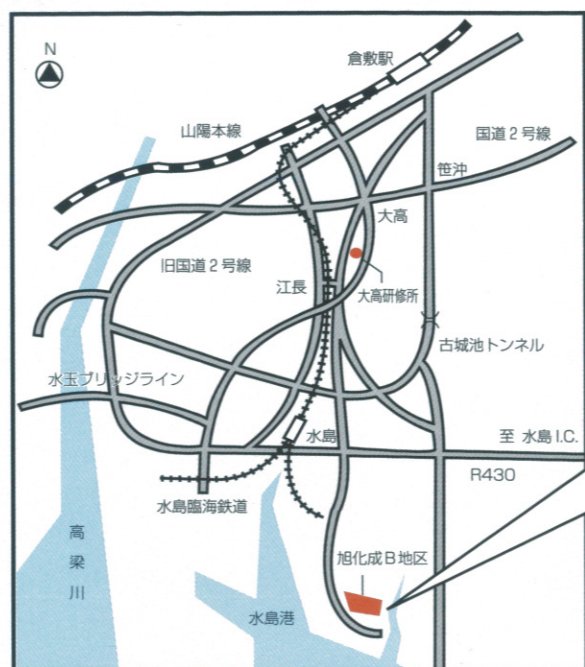 N
倉敷駅
山陽本線
国道2号線
笹沖
大高
旧国道2号線
江長
大高研修所
古城池トンネル
水玉ブリッジライン
水島
至 水島I.C.
R430
水島臨海鉄道
高梁川
旭化成B地区
水島港